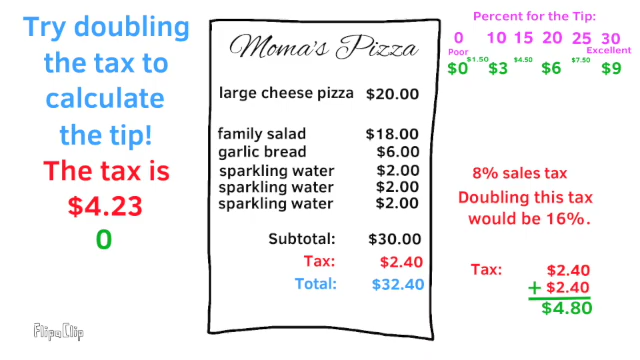 Try doubling
the tax to
calculate
the tip!
The tax is
$4.23
0
Moma's Pizza
large cheese pizza $20.00
family salad $18.00
garlic bread $6.00
sparkling water $2.00
sparkling water $2.00
sparkling water $2.00
Subtotal: $30.00
Tax: $2.40
Total: $32.40
Percent for the Tip:
0 10 15 20 25 30
Poor Excellent
$0 $1.50 $3 $4.50 $6 $7.50 $9
8% sales tax
Doubling this tax
would be 16%.
Tax: $2.40
+ $2.40
$4.80
FlipaClip